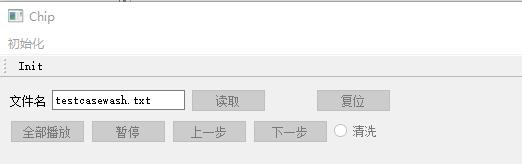 Chip
初始化
Init
文件名 testcasewash.txt 读取 复位
全部播放 暂停 上一步 下一步 清洗